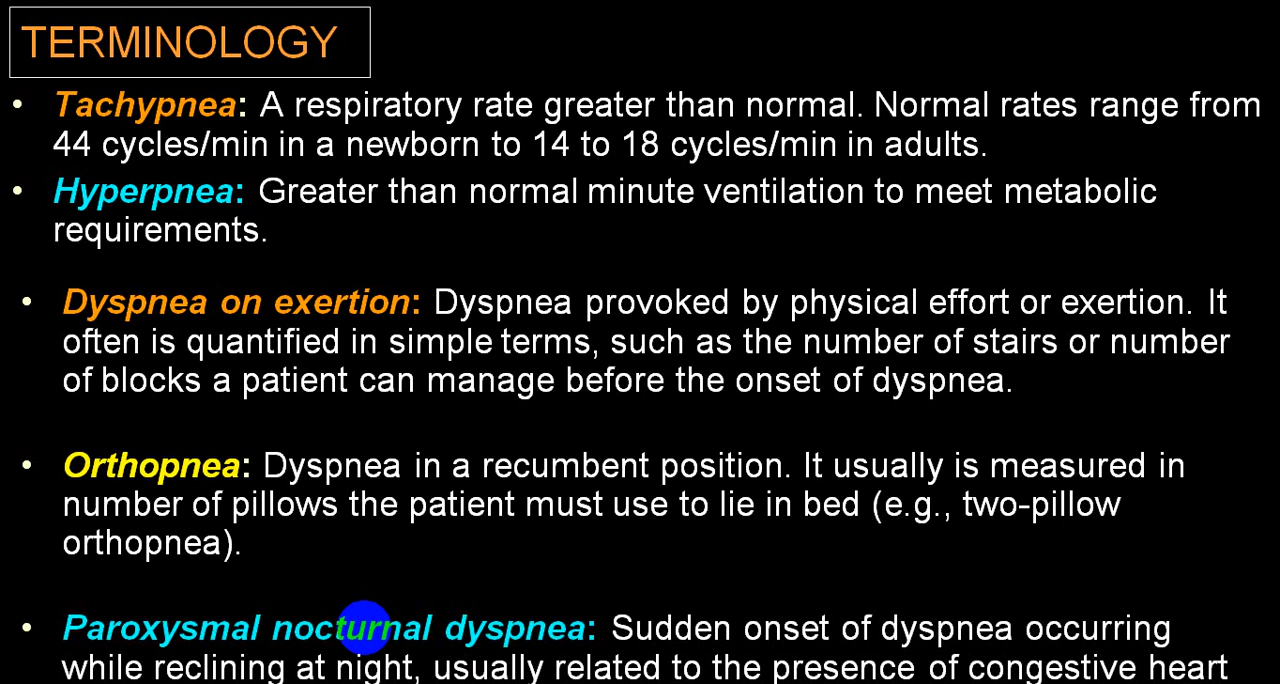 TERMINOLOGY
• Tachypnea: A respiratory rate greater than normal. Normal rates range from
44 cycles/min in a newborn to 14 to 18 cycles/min in adults.
• Hyperpnea: Greater than normal minute ventilation to meet metabolic
requirements.
• Dyspnea on exertion: Dyspnea provoked by physical effort or exertion. It
often is quantified in simple terms, such as the number of stairs or number
of blocks a patient can manage before the onset of dyspnea.
• Orthopnea: Dyspnea in a recumbent position. It usually is measured in
number of pillows the patient must use to lie in bed (e.g., two-pillow
orthopnea).
• Paroxysmal nocturnal dyspnea: Sudden onset of dyspnea occurring
while reclining at night, usually related to the presence of congestive heart